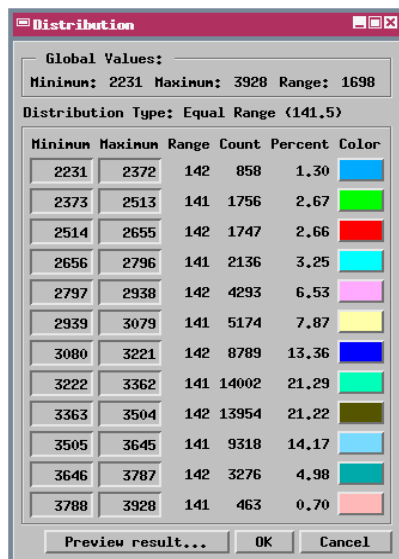 Distribution
Global Values:
Minimum: 2231 Maximum: 3928 Range: 1698
Distribution Type: Equal Range (141.5)
Minimum Maximum Range Count Percent Color
2231 2372 142 858 1.30
2373 2513 141 1756 2.67
2514 2655 142 1747 2.66
2656 2796 141 2136 3.25
2797 2938 142 4293 6.53
2939 3079 141 5174 7.87
3080 3221 142 8789 13.36
3222 3362 141 14002 21.29
3363 3504 142 13954 21.22
3505 3645 141 9318 14.17
3646 3787 142 3276 4.98
3788 3928 141 463 0.70
Preview result... OK Cancel